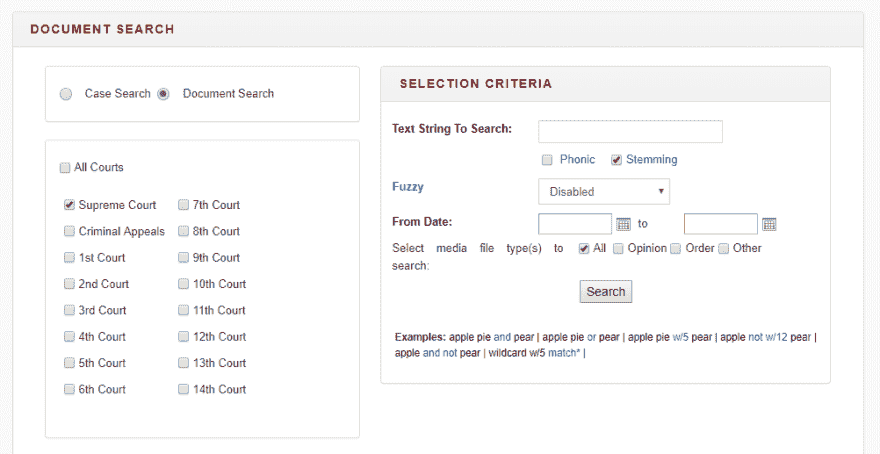 DOCUMENT SEARCH
Case Search Document Search
All Courts
Supreme Court 7th Court
Criminal Appeals 8th Court
1st Court 9th Court
2nd Court 10th Court
3rd Court 11th Court
4th Court 12th Court
5th Court 13th Court
6th Court 14th Court
SELECTION CRITERIA
Text String To Search:
Phonic Stemming
Fuzzy Disabled
From Date: to
Select media file type(s) to All Opinion Order Other
search:
Search
Examples: apple pie and pear | apple pie or pear | apple pie w/5 pear | apple not w/12 pear |
apple and not pear | wildcard w/5 match* |